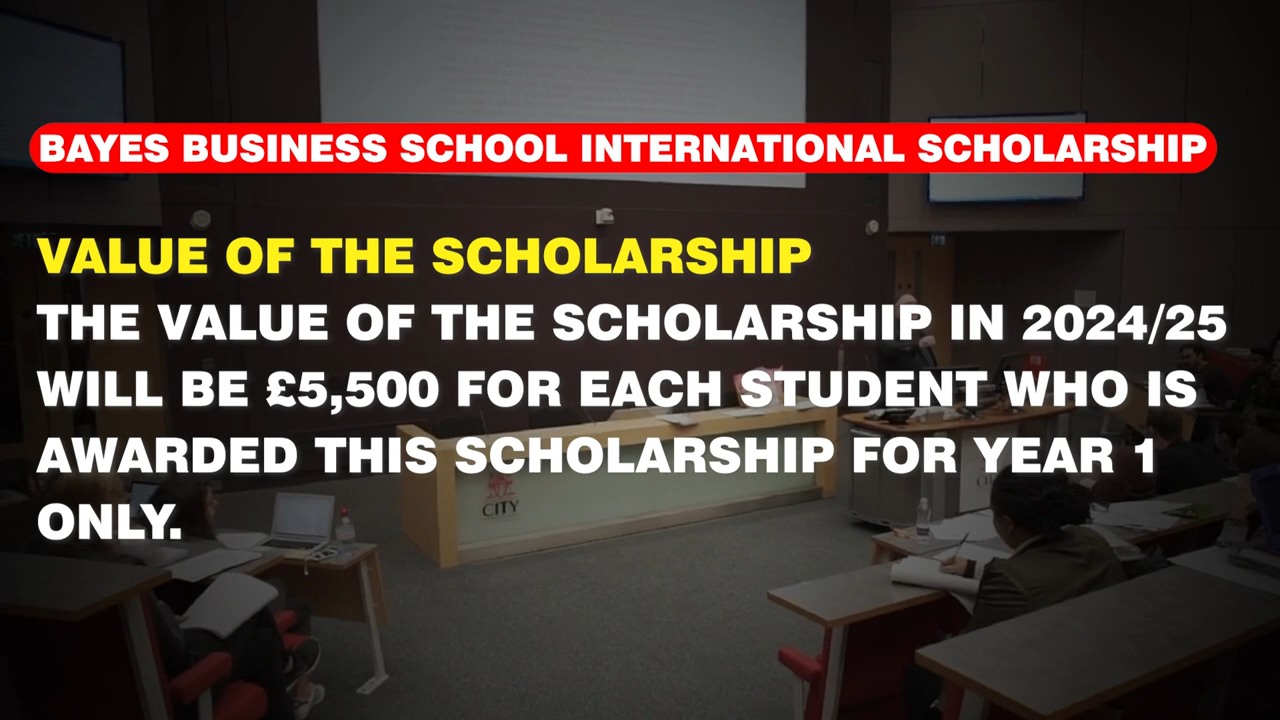 BAYES BUSINESS SCHOOL INTERNATIONAL SCHOLARSHIP
VALUE OF THE SCHOLARSHIP
THE VALUE OF THE SCHOLARSHIP IN 2024/25
WILL BE £5,500 FOR EACH STUDENT WHO IS
AWARDED THIS SCHOLARSHIP FOR YEAR 1
ONLY.
CITY